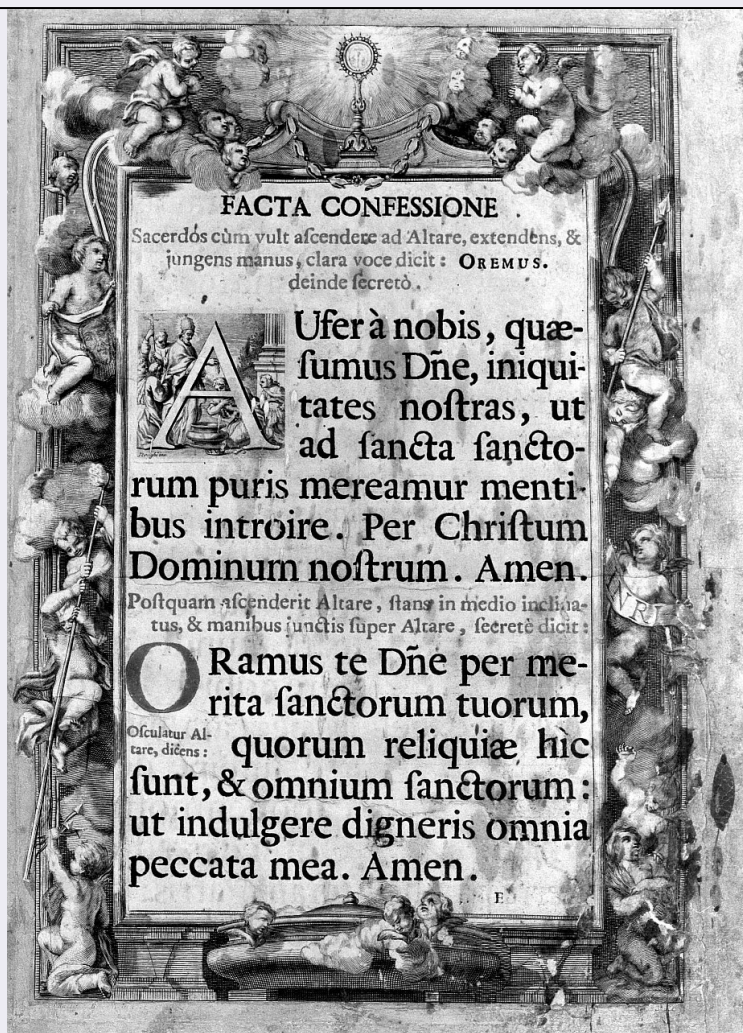 FACTA CONFESSIONE .
Sacerdos cùm vult aſcendere ad Altare, extendens, &
jungens manus, clara voce dicit : OREMUS.
deinde ſecretò .
AUfer à nobis, quæ-
ſumus Dñe, iniqui-
tates noſtras, ut
ad ſancta ſancto-
rum puris mereamur menti-
bus introire. Per Chriſtum
Dominum noſtrum. Amen.
Poſtquam aſcenderit Altare, ſtans in medio inclina-
tus, & manibus junctis ſuper Altare, ſecretè dicit :
ORamus te Dñe per me-
rita ſanctorum tuorum,
Oſculatur Al-
tare, dicens :
quorum reliquiæ hìc
ſunt, & omnium ſanctorum :
ut indulgere digneris omnia
peccata mea. Amen.
E